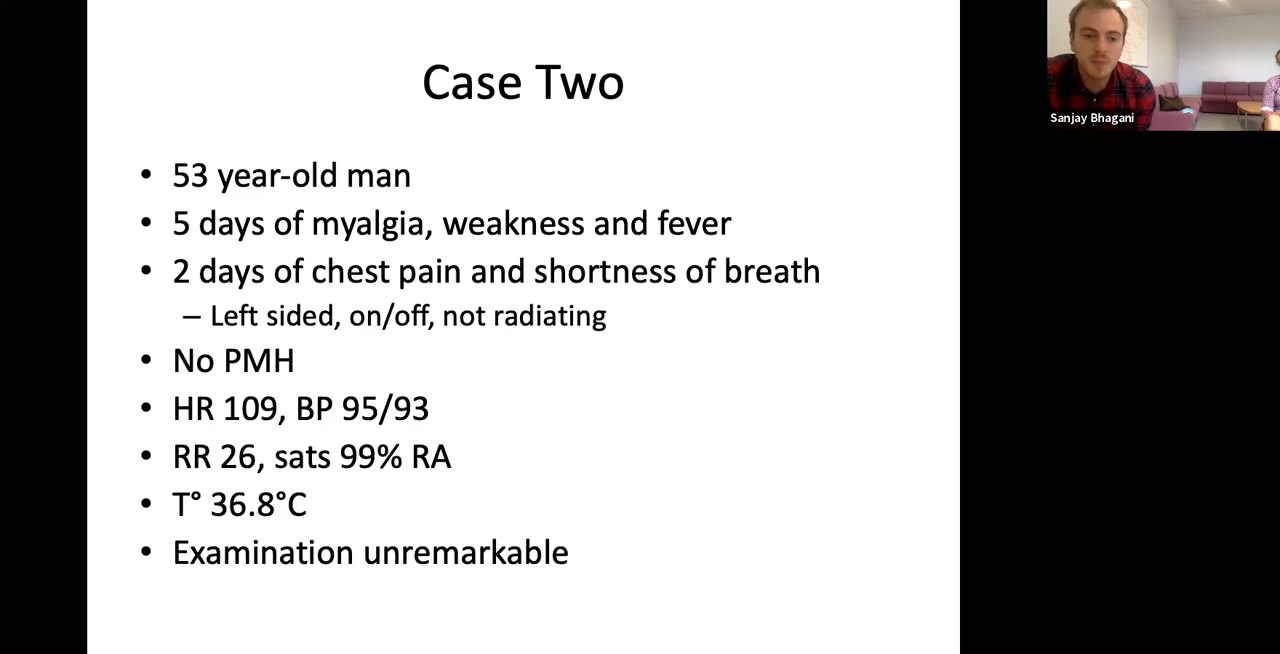 Case Two
• 53 year-old man
• 5 days of myalgia, weakness and fever
• 2 days of chest pain and shortness of breath
– Left sided, on/off, not radiating
• No PMH
• HR 109, BP 95/93
• RR 26, sats 99% RA
• T° 36.8°C
• Examination unremarkable
Sanjay Bhagani